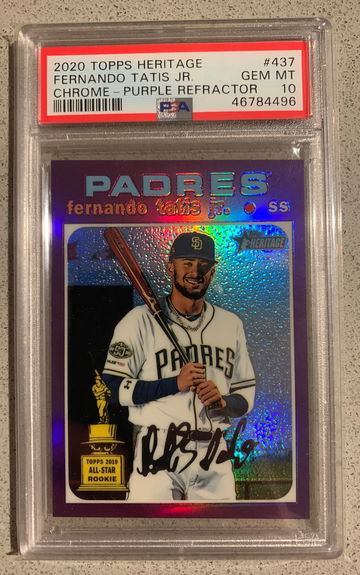 2020 TOPPS HERITAGE #437
FERNANDO TATIS JR. GEM MT
CHROME - PURPLE REFRACTOR 10
PSA 46784496
PADRES
fernando tatis jr. • ss
HERITAGE
50
PADRES
TOPPS 2019
ALL-STAR
ROOKIE